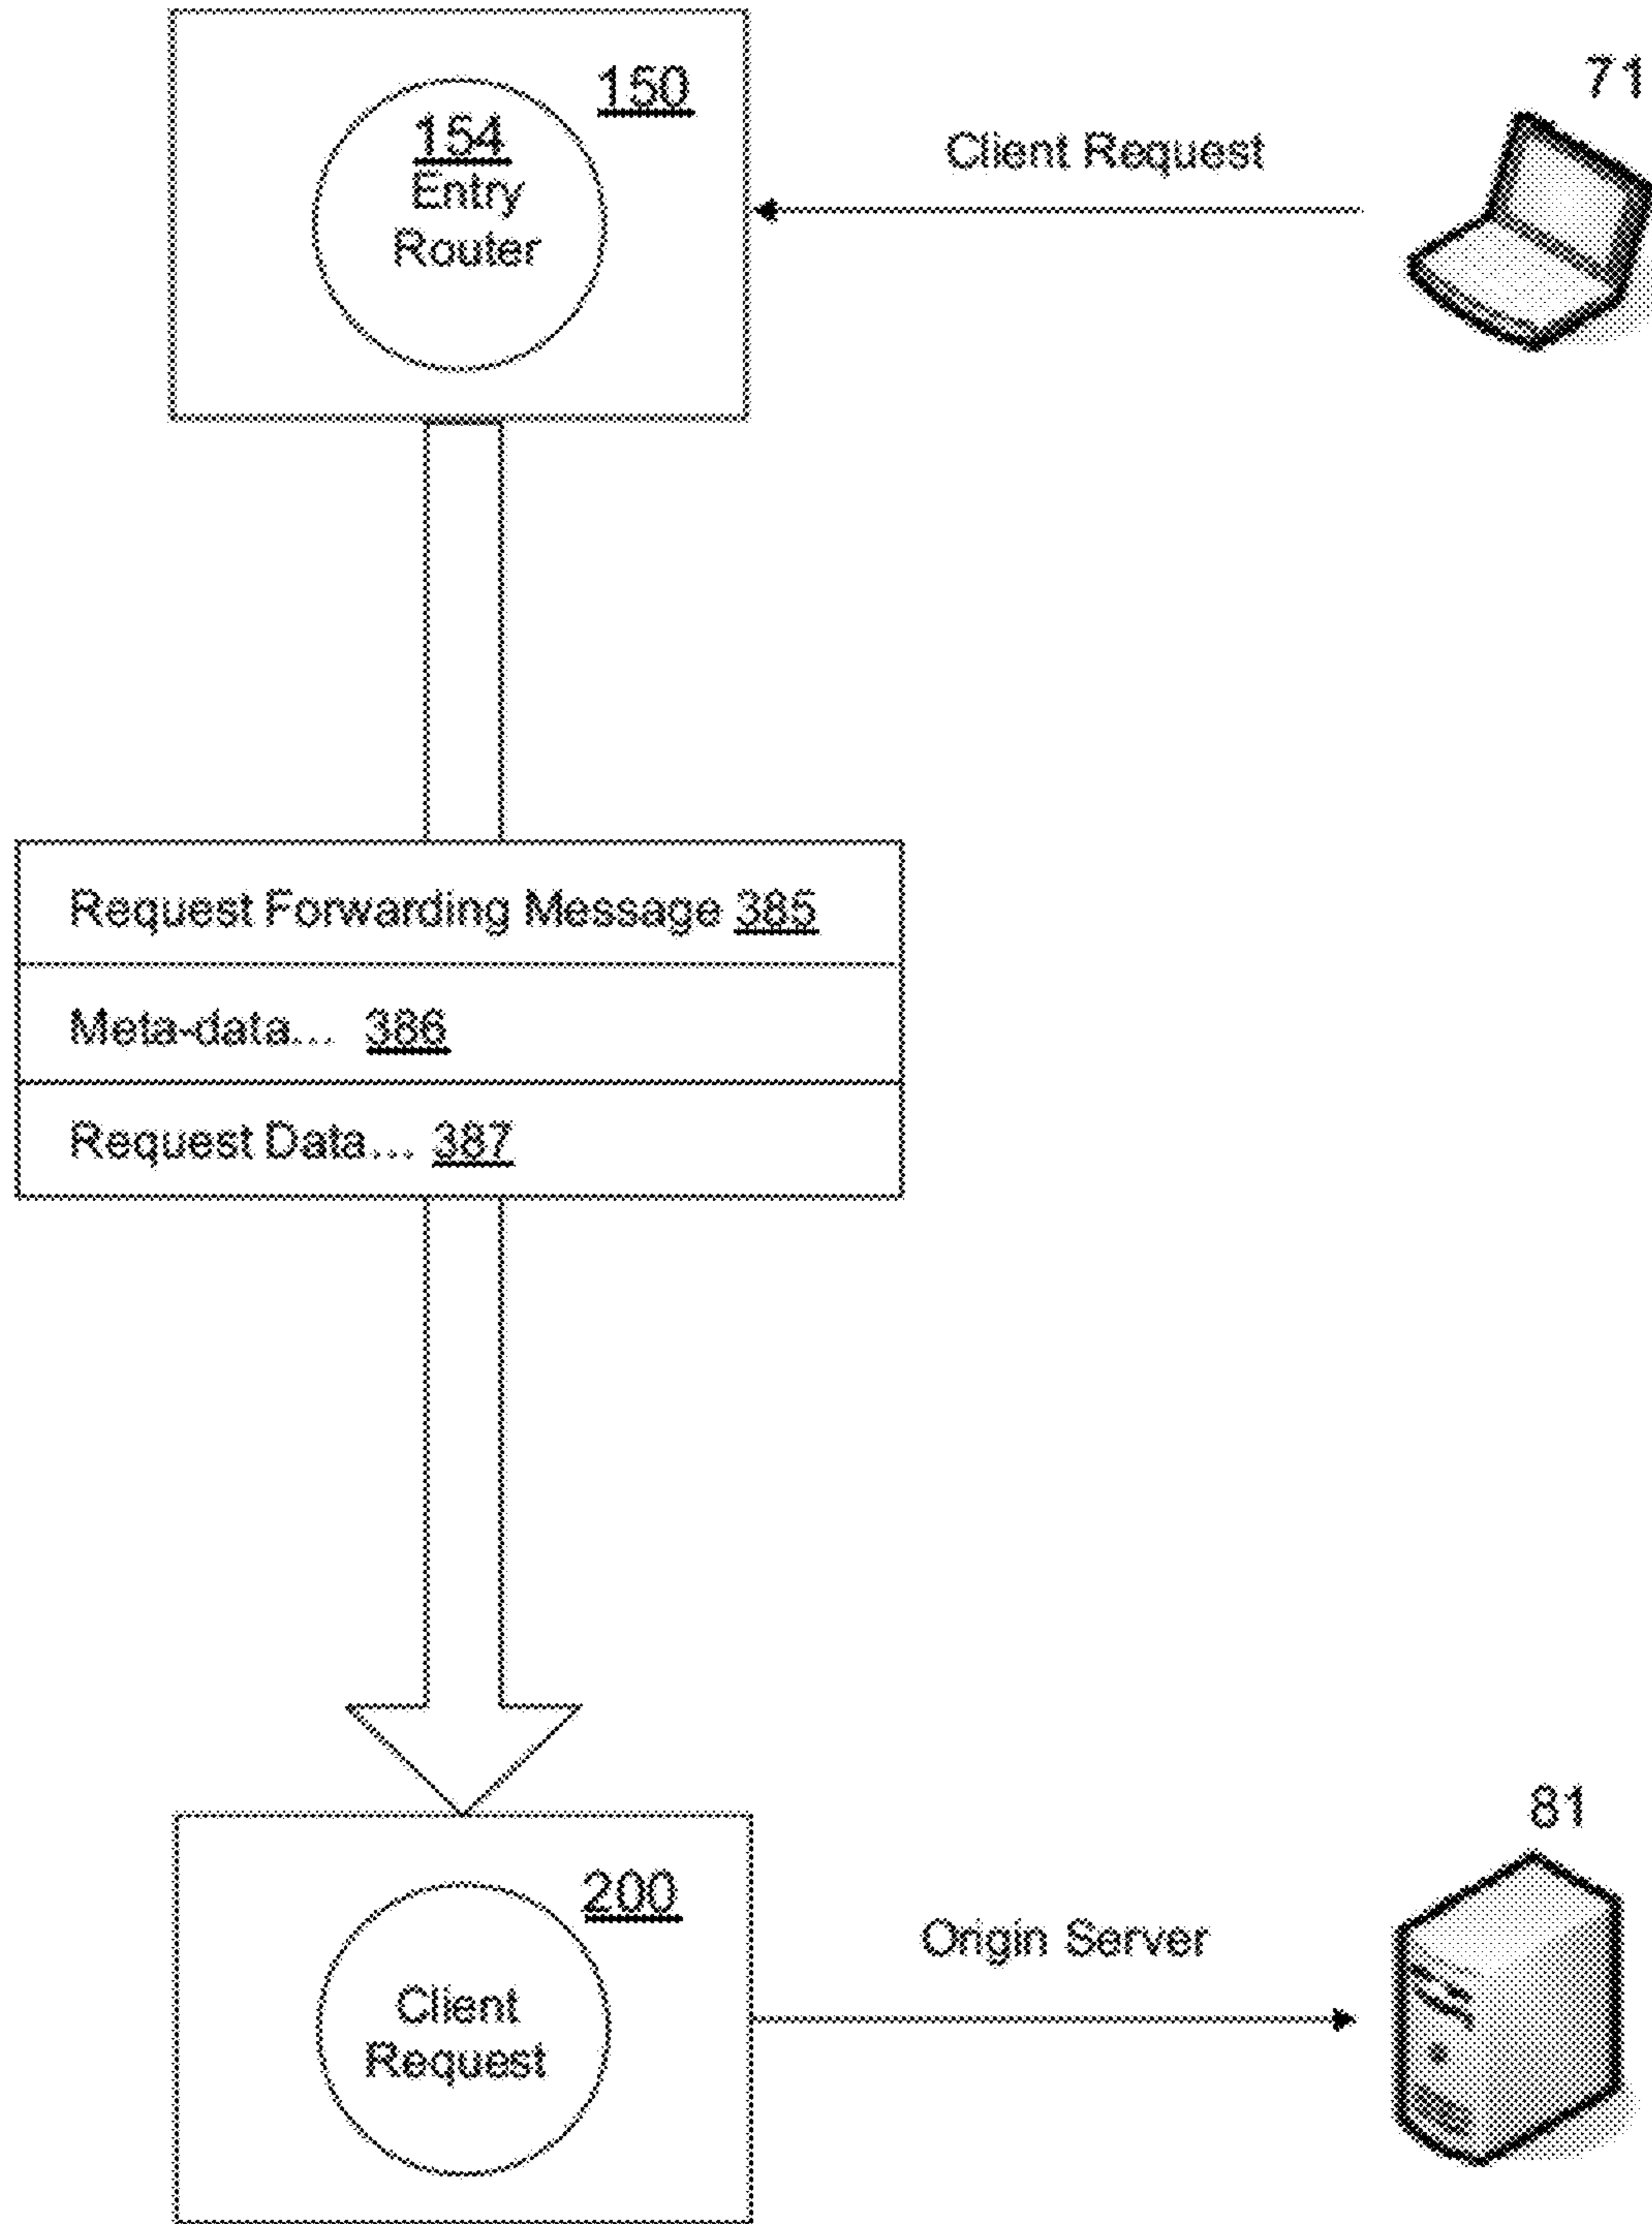 150
71
154
Entry
Router
Client Request
Request Forwarding Message 385
Meta-data... 386
Request Data... 387
81
200
Client
Request
Origin Server